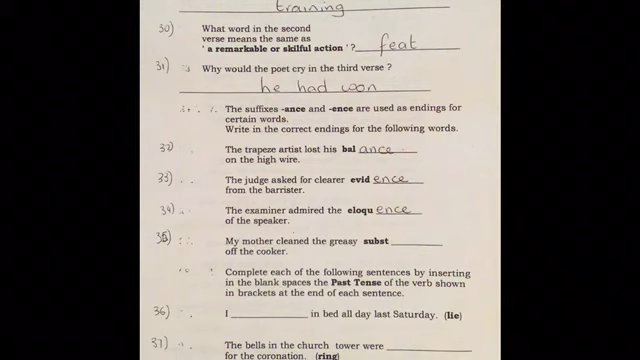 training
30) What word in the second
verse means the same as
'a remarkable or skilful action'? feat
31) Why would the poet cry in the third verse?
he had won
The suffixes -ance and -ence are used as endings for
certain words.
Write in the correct endings for the following words.
32) The trapeze artist lost his balance
on the high wire.
33) The judge asked for clearer evidence
from the barrister.
34) The examiner admired the eloquence
of the speaker.
35) My mother cleaned the greasy subst________
off the cooker.
Complete each of the following sentences by inserting
in the blank spaces the Past Tense of the verb shown
in brackets at the end of each sentence.
36) I ____________ in bed all day last Saturday. (lie)
37) The bells in the church tower were ____________
for the coronation. (ring)